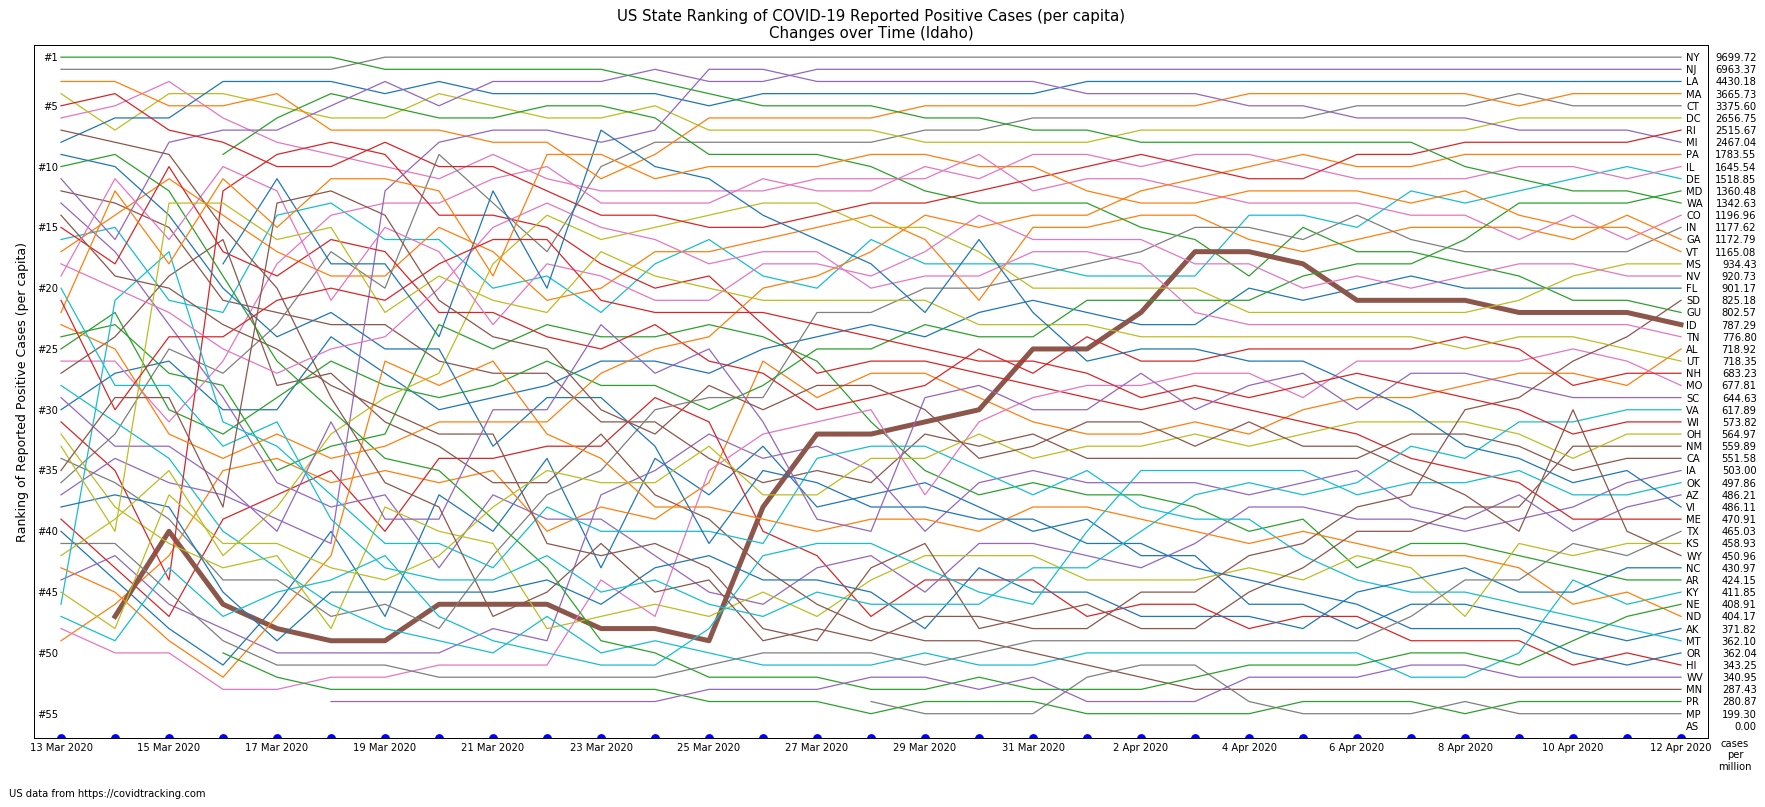 US State Ranking of COVID-19 Reported Positive Cases (per capita)
Changes over Time (Idaho)
Ranking of Reported Positive Cases (per capita)
#1
#5
#10
#15
#20
#25
#30
#35
#40
#45
#50
#55
NY 9699.72
NJ 6963.37
LA 4430.18
MA 3665.73
CT 3375.60
DC 2656.75
RI 2515.67
MI 2467.04
PA 1783.55
IL 1645.54
DE 1518.85
MD 1360.48
WA 1342.63
CO 1196.96
IN 1177.62
GA 1172.79
VT 1165.08
MS 934.43
NV 920.73
FL 901.17
SD 825.18
GU 802.57
ID 787.29
TN 776.80
AL 718.92
UT 718.35
NH 683.23
MO 677.81
SC 644.63
VA 617.89
WI 573.82
OH 564.97
NM 559.89
CA 551.58
IA 503.00
OK 497.86
AZ 486.21
VI 486.11
ME 470.91
TX 465.03
KS 458.93
WY 450.96
NC 430.97
AR 424.15
KY 411.85
NE 408.91
ND 404.17
AK 371.82
MT 362.10
OR 362.04
HI 343.25
WV 340.95
MN 287.43
PR 280.87
MP 199.30
AS 0.00
13 Mar 2020 15 Mar 2020 17 Mar 2020 19 Mar 2020 21 Mar 2020 23 Mar 2020 25 Mar 2020 27 Mar 2020 29 Mar 2020 31 Mar 2020 2 Apr 2020 4 Apr 2020 6 Apr 2020 8 Apr 2020 10 Apr 2020 12 Apr 2020
cases
per
million
US data from https://covidtracking.com